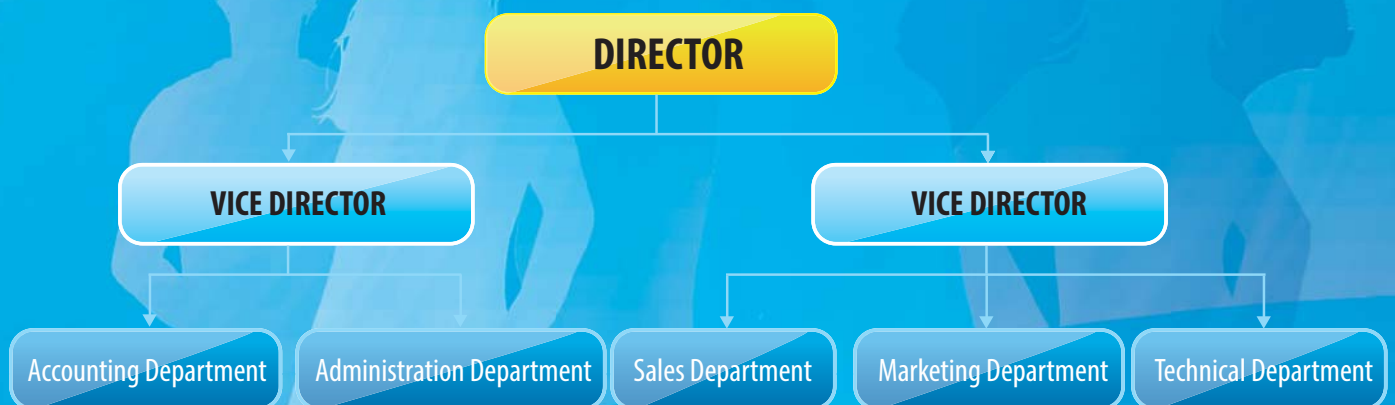 DIRECTOR
VICE DIRECTOR
VICE DIRECTOR
Accounting Department
Administration Department
Sales Department
Marketing Department
Technical Department